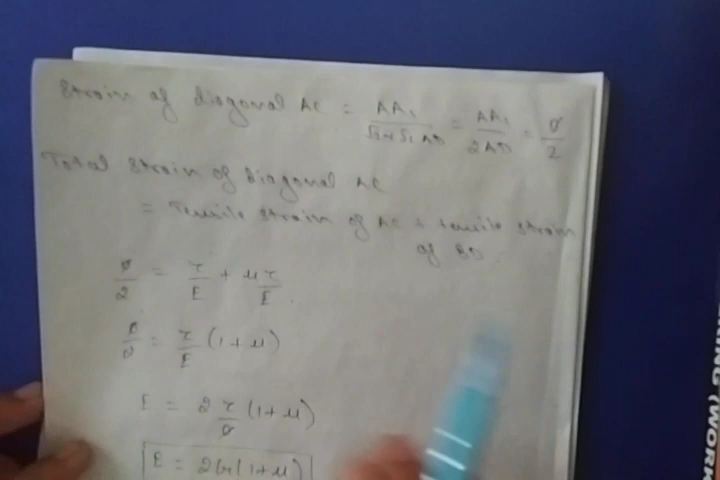 Strain of diagonal AC = AA₁/√2×√2 AD = AA₁/2AD = φ/2
Total Strain of diagonal AC
= Tensile strain of AC + tensile strain
of BD
φ/2 = τ/E + μτ/E.
= τ/E (1+μ)
E = 2 τ/φ (1+μ)
E = 2G(1+μ)
(WORK